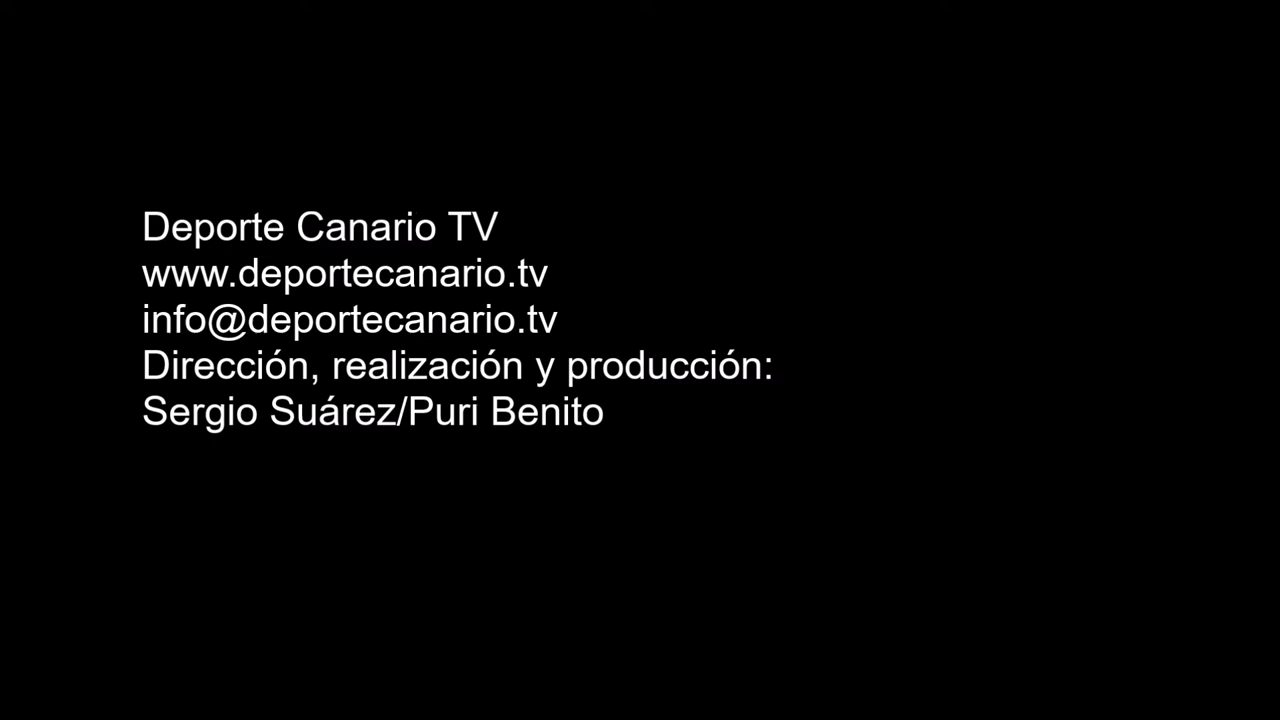 Deporte Canario TV
www.deportecanario.tv
info@deportecanario.tv
Dirección, realización y producción:
Sergio Suárez/Puri Benito